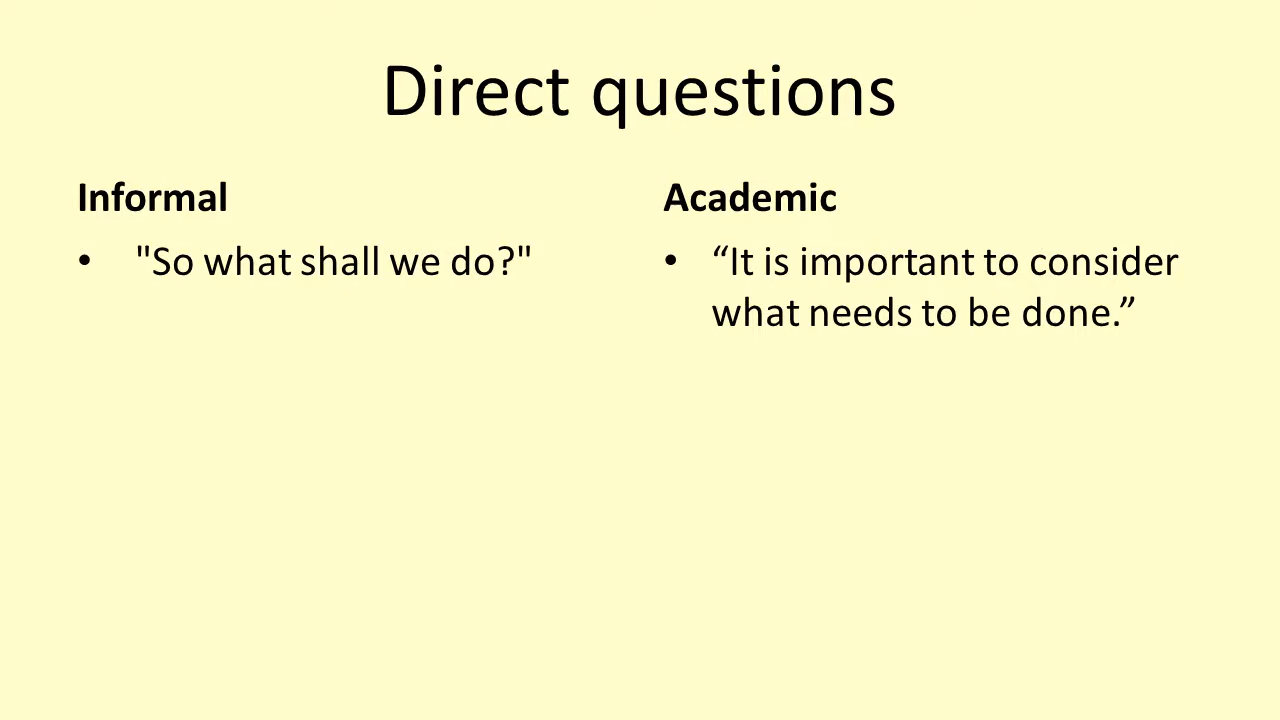 Direct questions
Informal
• "So what shall we do?"
Academic
• “It is important to consider
what needs to be done.”